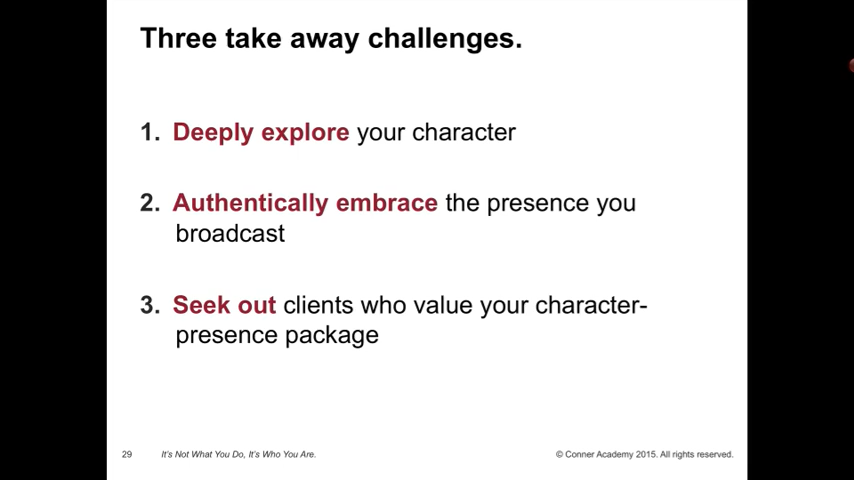 Three take away challenges.
1. Deeply explore your character
2. Authentically embrace the presence you
broadcast
3. Seek out clients who value your character-
presence package
29 It's Not What You Do, It's Who You Are. © Conner Academy 2015. All rights reserved.